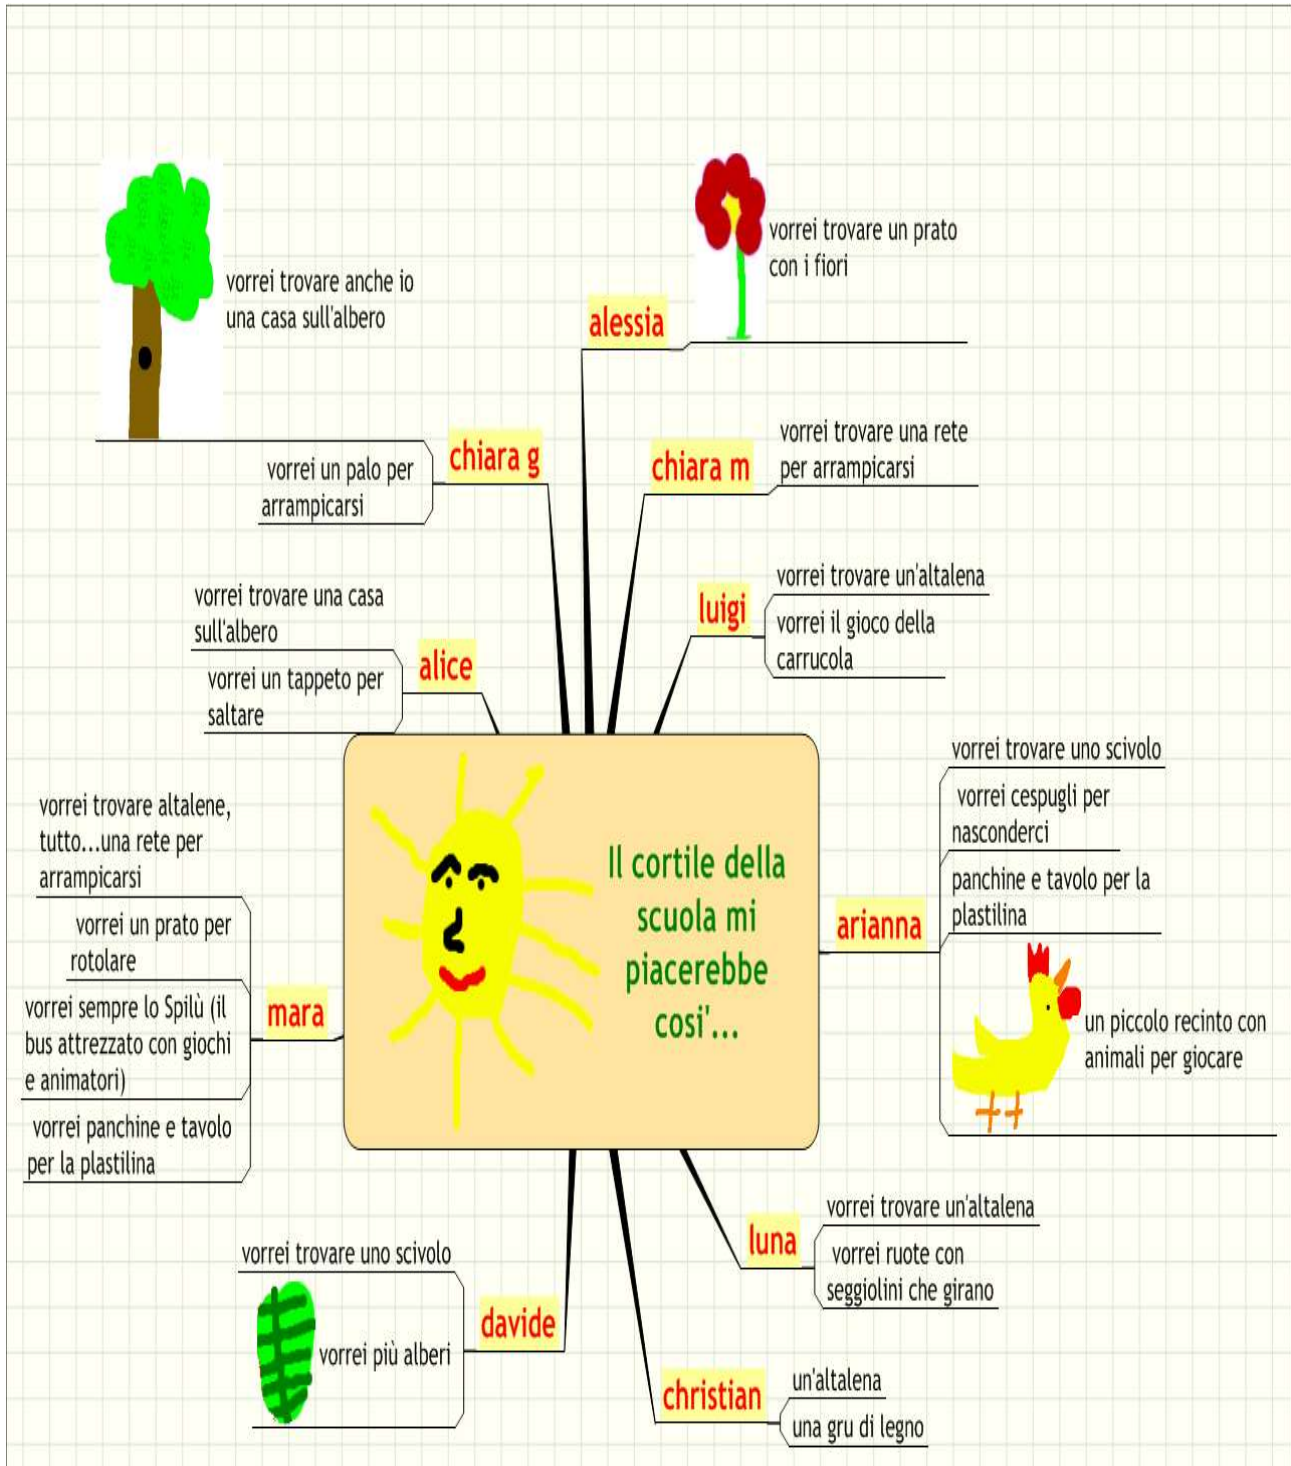 Il cortile della
scuola mi
piacerebbe
cosi'...
alessia
vorrei trovare un prato
con i fiori
chiara m
vorrei trovare una rete
per arrampicarsi
luigi
vorrei trovare un'altalena
vorrei il gioco della
carrucola
arianna
vorrei trovare uno scivolo
vorrei cespugli per
nasconderci
panchine e tavolo per la
plastilina
un piccolo recinto con
animali per giocare
luna
vorrei trovare un'altalena
vorrei ruote con
seggiolini che girano
christian
un'altalena
una gru di legno
davide
vorrei trovare uno scivolo
vorrei più alberi
mara
vorrei trovare altalene,
tutto...una rete per
arrampicarsi
vorrei un prato per
rotolare
vorrei sempre lo Spilù (il
bus attrezzato con giochi
e animatori)
vorrei panchine e tavolo
per la plastilina
alice
vorrei trovare una casa
sull'albero
vorrei un tappeto per
saltare
chiara g
vorrei trovare anche io
una casa sull'albero
vorrei un palo per
arrampicarsi